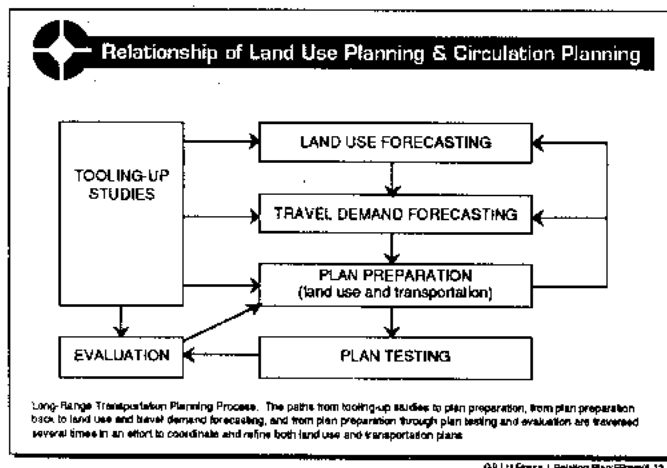 Relationship of Land Use Planning & Circulation Planning
TOOLING-UP
STUDIES
LAND USE FORECASTING
TRAVEL DEMAND FORECASTING
PLAN PREPARATION
(land use and transportation)
EVALUATION
PLAN TESTING
Long-Range Transportation Planning Process. The paths from tooling-up studies to plan preparation, from plan preparation
back to land use and travel demand forecasting, and from plan preparation through plan testing and evaluation are traversed
several times in an effort to coordinate and refine both land use and transportation plans